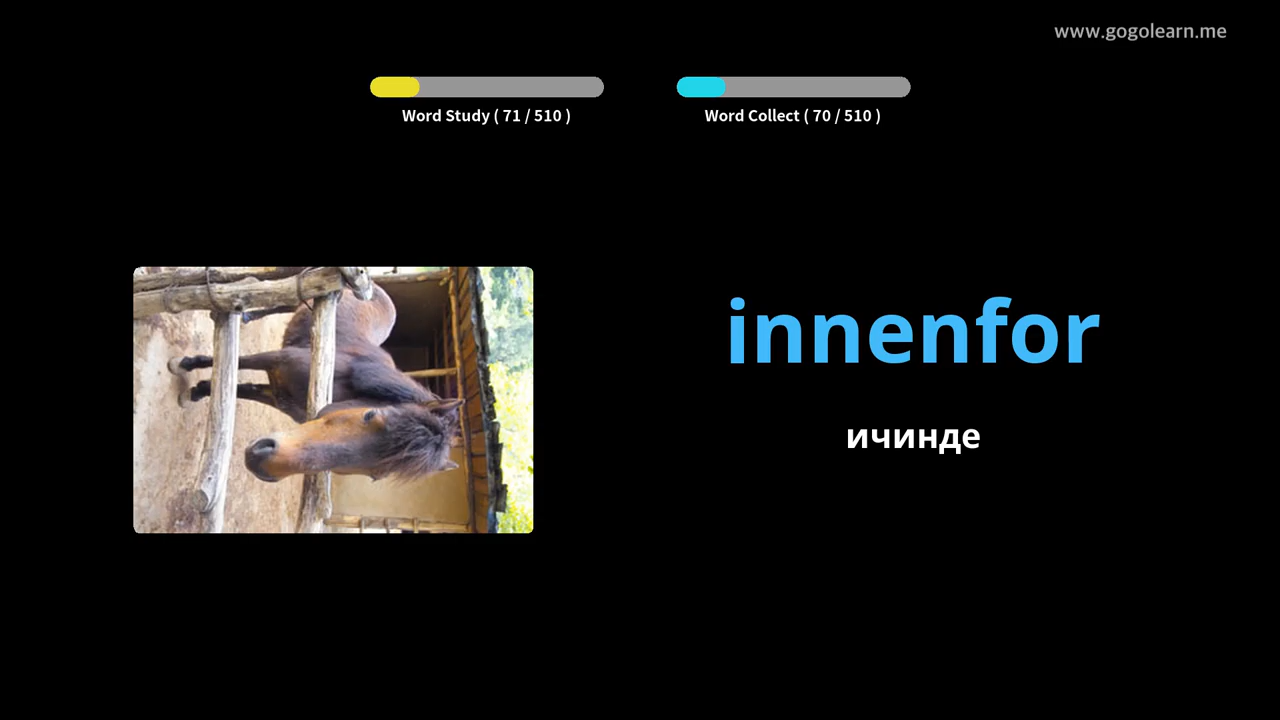 www.gogolearn.me
Word Study ( 71 / 510 )
Word Collect ( 70 / 510 )
innenfor
ичинде